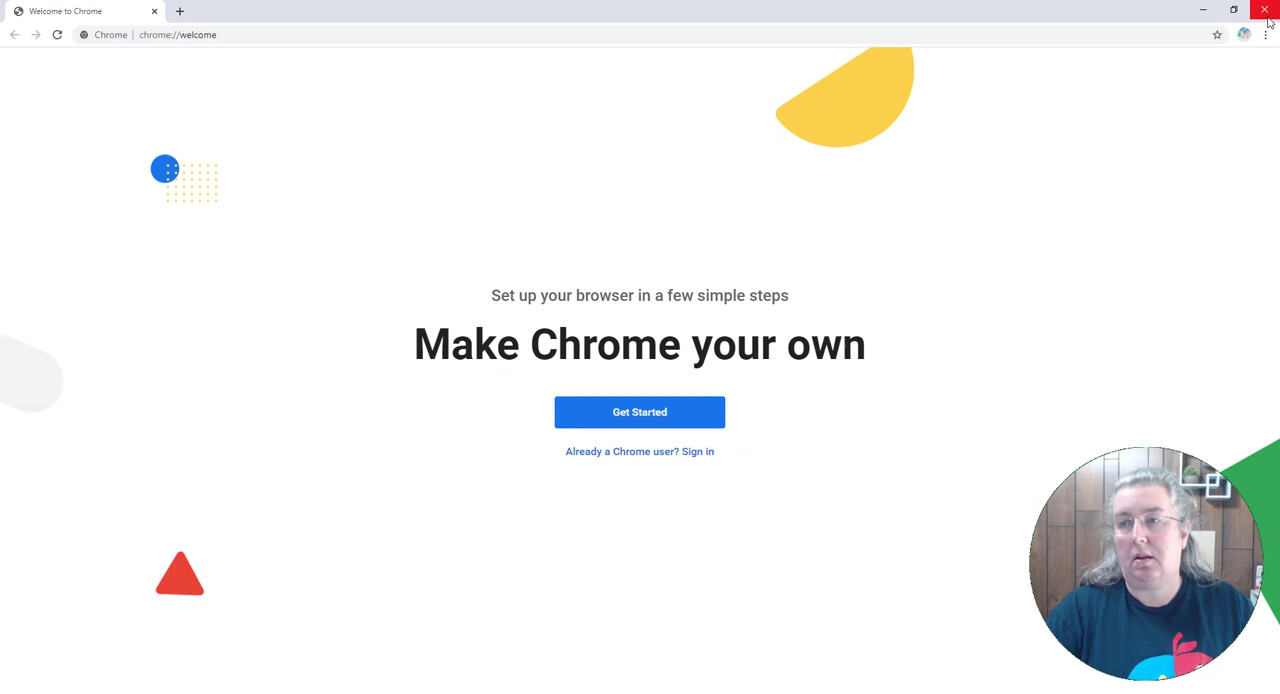 Welcome to Chrome
Chrome | chrome://welcome
Set up your browser in a few simple steps
Make Chrome your own
Get Started
Already a Chrome user? Sign in